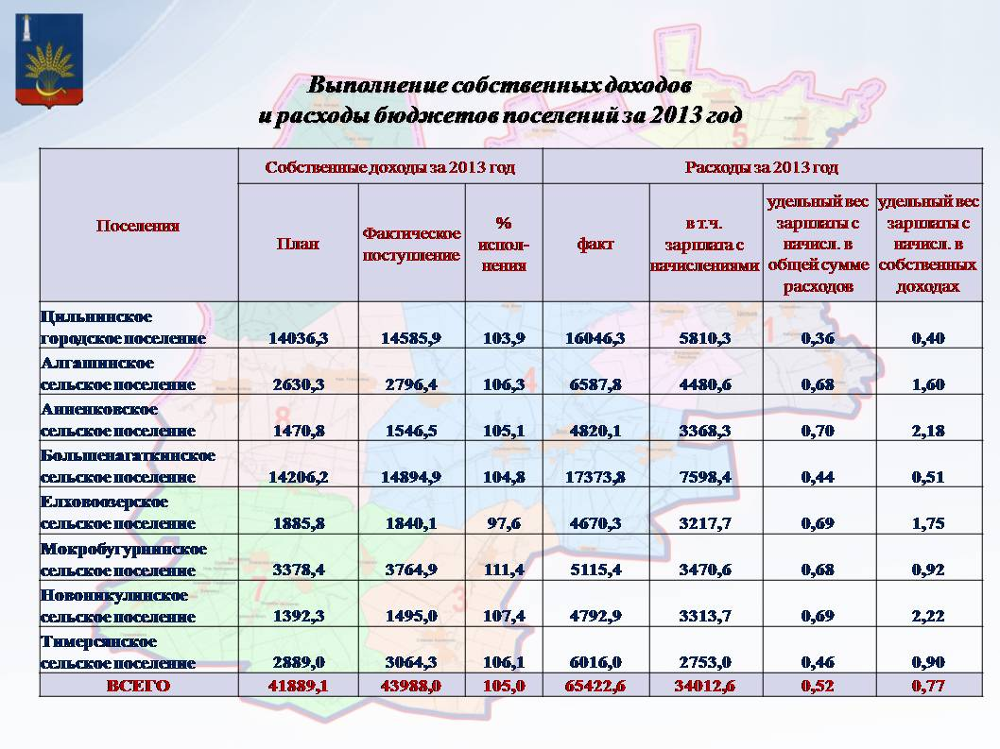 Выполнение собственных доходов
и расходы бюджетов поселений за 2013 год
Поселения
Собственные доходы за 2013 год
Расходы за 2013 год
План
Фактическое
поступление
%
испол-
нения
факт
в т.ч.
зарплата с
начислениями
удельный вес
зарплаты с
начисл. в
общей сумме
расходов
удельный вес
зарплаты с
начисл. в
собственных
доходах
Цильнинское
городское поселение 14036,3 14585,9 103,9 16046,3 5810,3 0,36 0,40
Алгашинское
сельское поселение 2630,3 2796,4 106,3 6587,8 4480,6 0,68 1,60
Анненковское
сельское поселение 1470,8 1546,5 105,1 4820,1 3368,3 0,70 2,18
Большенагаткинское
сельское поселение 14206,2 14894,9 104,8 17373,8 7598,4 0,44 0,51
Елховоозерское
сельское поселение 1885,8 1840,1 97,6 4670,3 3217,7 0,69 1,75
Мокробугурнинское
сельское поселение 3378,4 3764,9 111,4 5115,4 3470,6 0,68 0,92
Новоникулинское
сельское поселение 1392,3 1495,0 107,4 4792,9 3313,7 0,69 2,22
Тимерсянское
сельское поселение 2889,0 3064,3 106,1 6016,0 2753,0 0,46 0,90
ВСЕГО 41889,1 43988,0 105,0 65422,6 34012,6 0,52 0,77
5
1
4
8
7
3